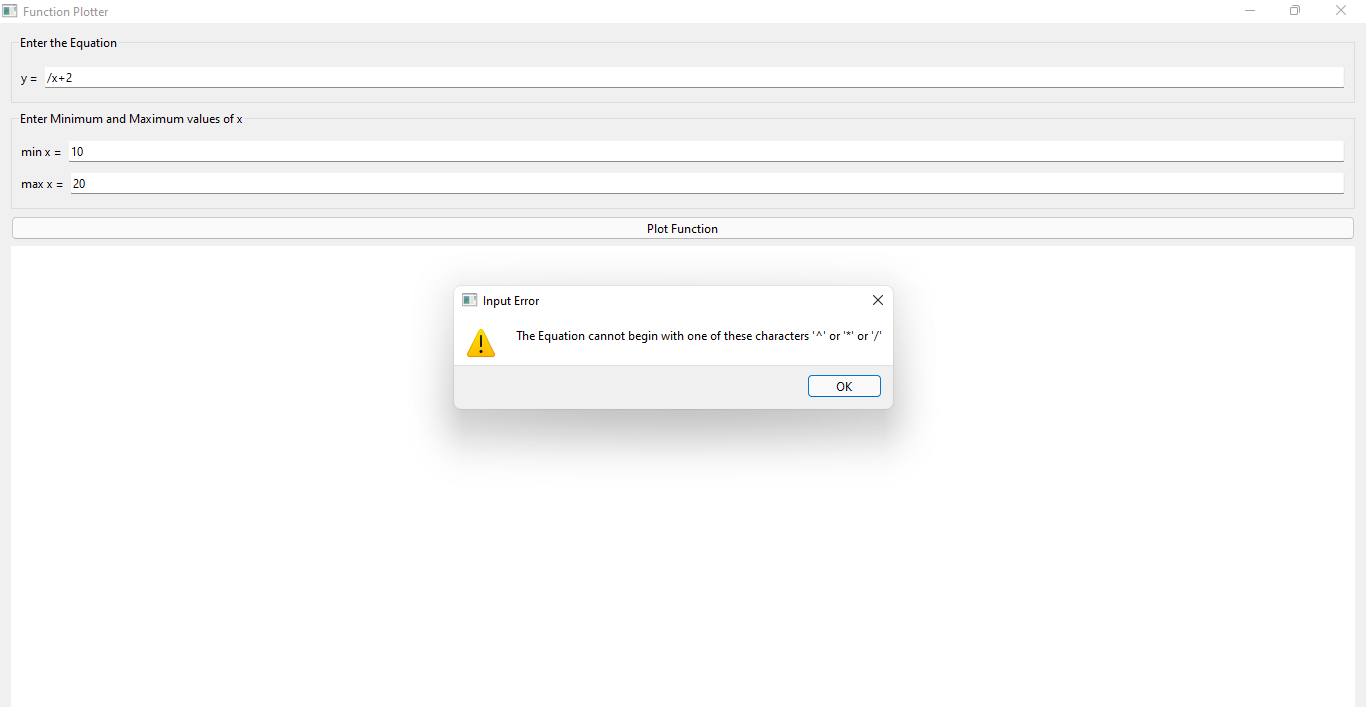 Function Plotter
Enter the Equation
y = /x+2
Enter Minimum and Maximum values of x
min x = 10
max x = 20
Plot Function
Input Error
The Equation cannot begin with one of these characters '^' or '*' or '/'
OK